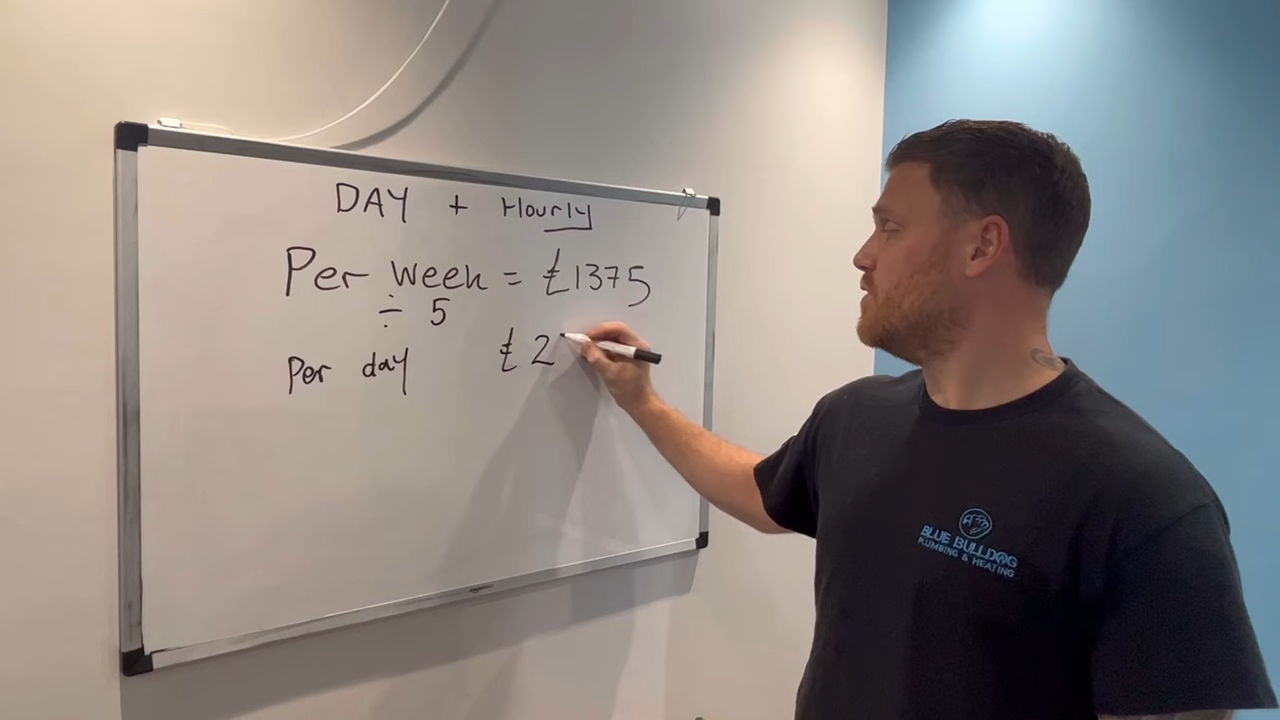 DAY + Hourly
Per week = £1375
÷ 5
Per day £2
BLUE BULLDOG
PLUMBING & HEATING